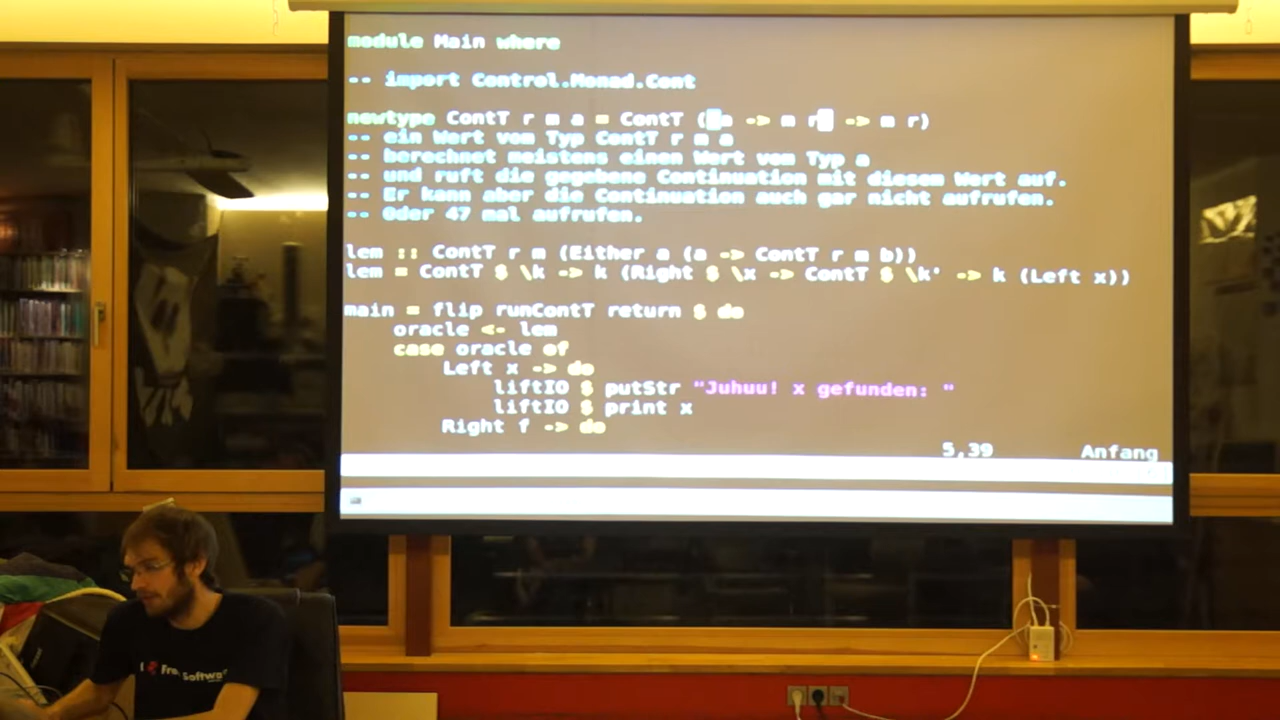 module Main where
-- import Control.Monad.Cont
newtype ContT r m a = ContT ((a -> m r) -> m r)
-- ein Wert vom Typ ContT r m a
-- berechnet meistens einen Wert vom Typ a
-- und ruft die gegebene Continuation mit diesem Wert auf.
-- Er kann aber die Continuation auch gar nicht aufrufen.
-- Oder 47 mal aufrufen.
lem :: ContT r m (Either a (a -> ContT r m b))
lem = ContT $ \k -> k (Right $ \x -> ContT $ \k' -> k (Left x))
main = flip runContT return $ do
oracle <- lem
case oracle of
Left x -> do
liftIO $ putStr "Juhuu! x gefunden: "
liftIO $ print x
Right f -> do
5,39 Anfang
I Free Software